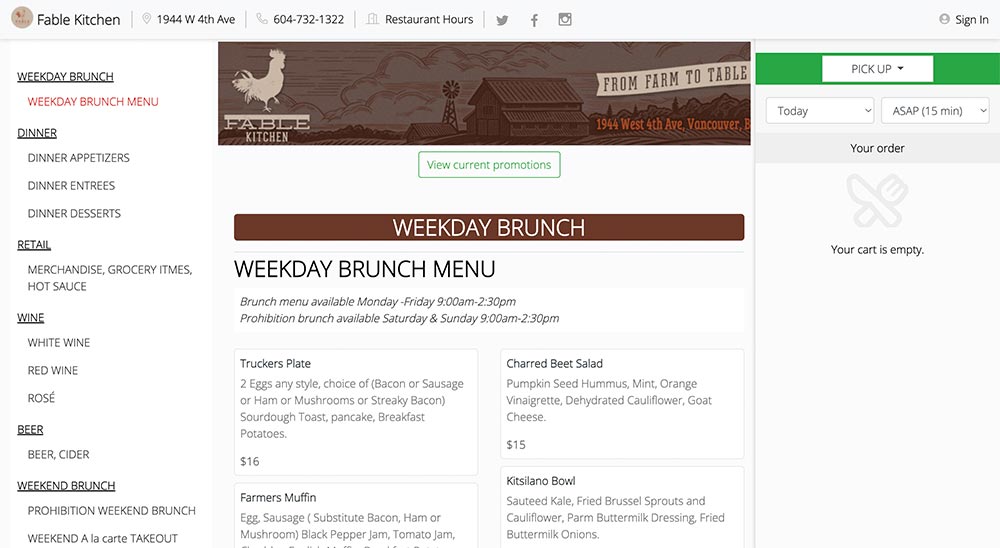 Fable Kitchen
1944 W 4th Ave
604-732-1322
Restaurant Hours
Sign In
WEEKDAY BRUNCH
WEEKDAY BRUNCH MENU
DINNER
DINNER APPETIZERS
DINNER ENTREES
DINNER DESSERTS
RETAIL
MERCHANDISE, GROCERY ITMES,
HOT SAUCE
WINE
WHITE WINE
RED WINE
ROSÉ
BEER
BEER, CIDER
WEEKEND BRUNCH
PROHIBITION WEEKEND BRUNCH
WEEKEND A la carte TAKEOUT
FABLE
KITCHEN
FROM FARM TO TABLE
1944 West 4th Ave, Vancouver, B
View current promotions
WEEKDAY BRUNCH
WEEKDAY BRUNCH MENU
Brunch menu available Monday -Friday 9:00am-2:30pm
Prohibition brunch available Saturday & Sunday 9:00am-2:30pm
Truckers Plate
2 Eggs any style, choice of (Bacon or Sausage
or Ham or Mushrooms or Streaky Bacon)
Sourdough Toast, pancake, Breakfast
Potatoes.
$16
Farmers Muffin
Egg, Sausage ( Substitute Bacon, Ham or
Mushroom) Black Pepper Jam, Tomato Jam,
Charred Beet Salad
Pumpkin Seed Hummus, Mint, Orange
Vinaigrette, Dehydrated Cauliflower, Goat
Cheese.
$15
Kitsilano Bowl
Sauteed Kale, Fried Brussel Sprouts and
Cauliflower, Parm Buttermilk Dressing, Fried
Buttermilk Onions.
PICK UP
Today
ASAP (15 min)
Your order
Your cart is empty.